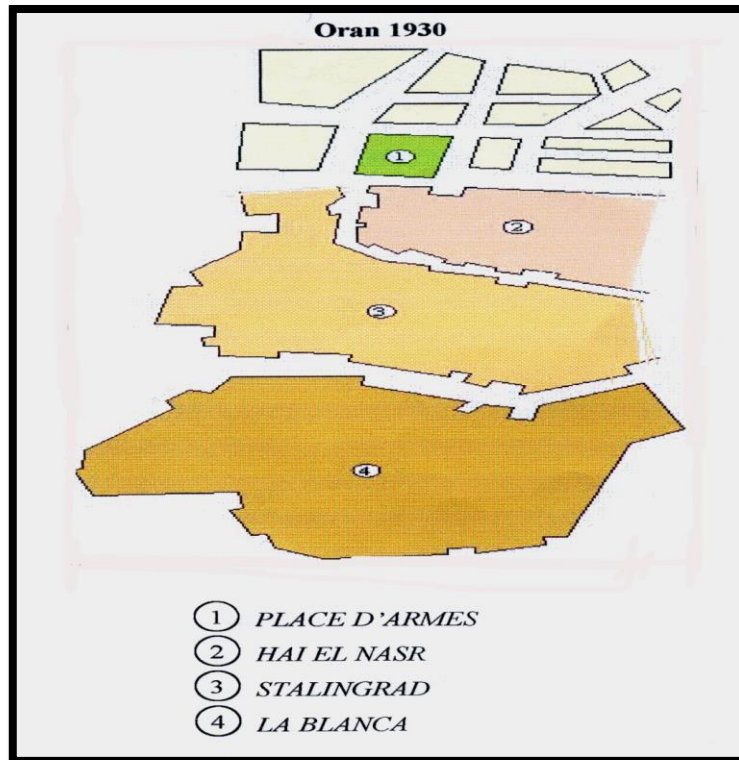 Oran 1930
1
2
3
4
1 PLACE D'ARMES
2 HAI EL NASR
3 STALINGRAD
4 LA BLANCA